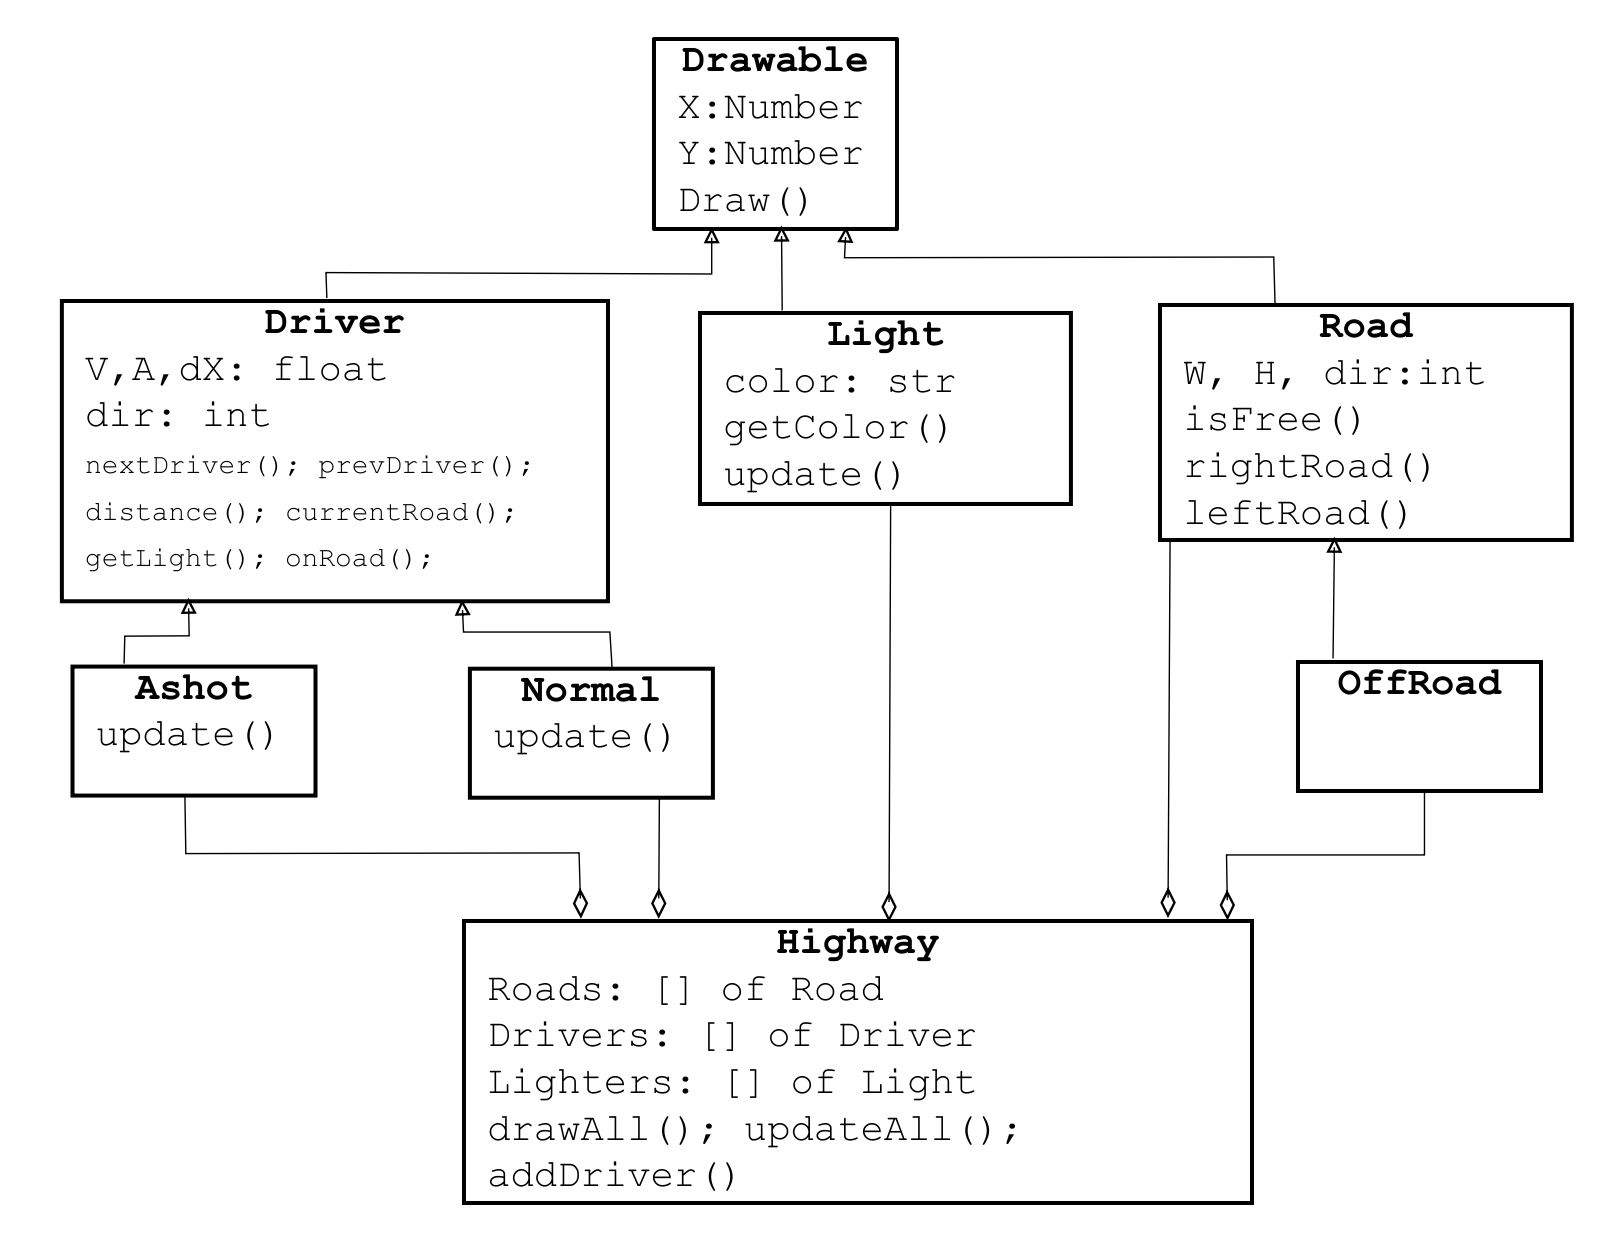 Drawable
X:Number
Y:Number
Draw()
Driver
V,A,dX: float
dir: int
nextDriver(); prevDriver();
distance(); currentRoad();
getLight(); onRoad();
Light
color: str
getColor()
update()
Road
W, H, dir:int
isFree()
rightRoad()
leftRoad()
Ashot
update()
Normal
update()
OffRoad
Highway
Roads: [] of Road
Drivers: [] of Driver
Lighters: [] of Light
drawAll(); updateAll();
addDriver()